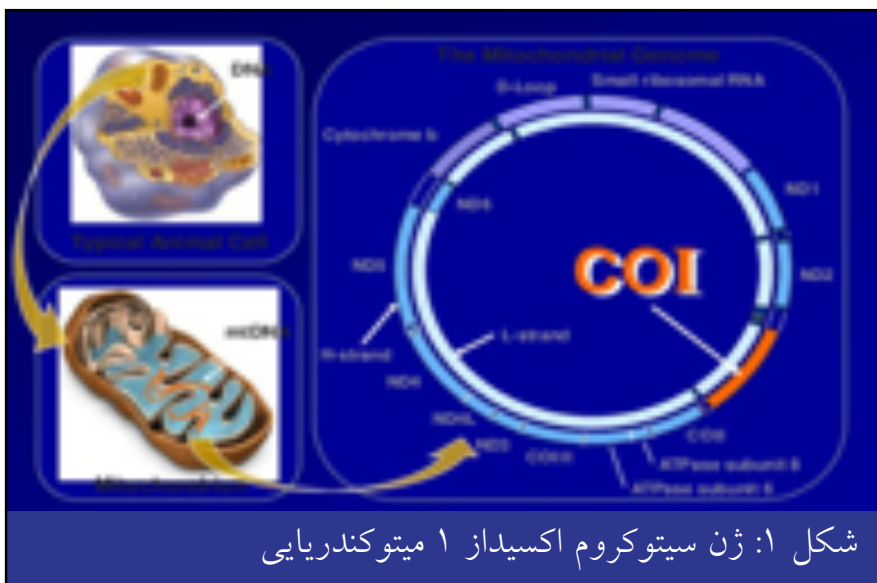 The Mitochondrial Genome
DNA
D-Loop
Small ribosomal RNA
Cytochrome b
ND1
ND6
Typical Animal Cell
ND5
COI
ND2
mtDNA
L-strand
H-strand
ND4
ND4L
ND3
COIII
COII
ATPase subunit 8
ATPase subunit 6
Mitochondrion
شکل ۱: ژن سیتوکروم اکسیداز ۱ میتوکندریایی